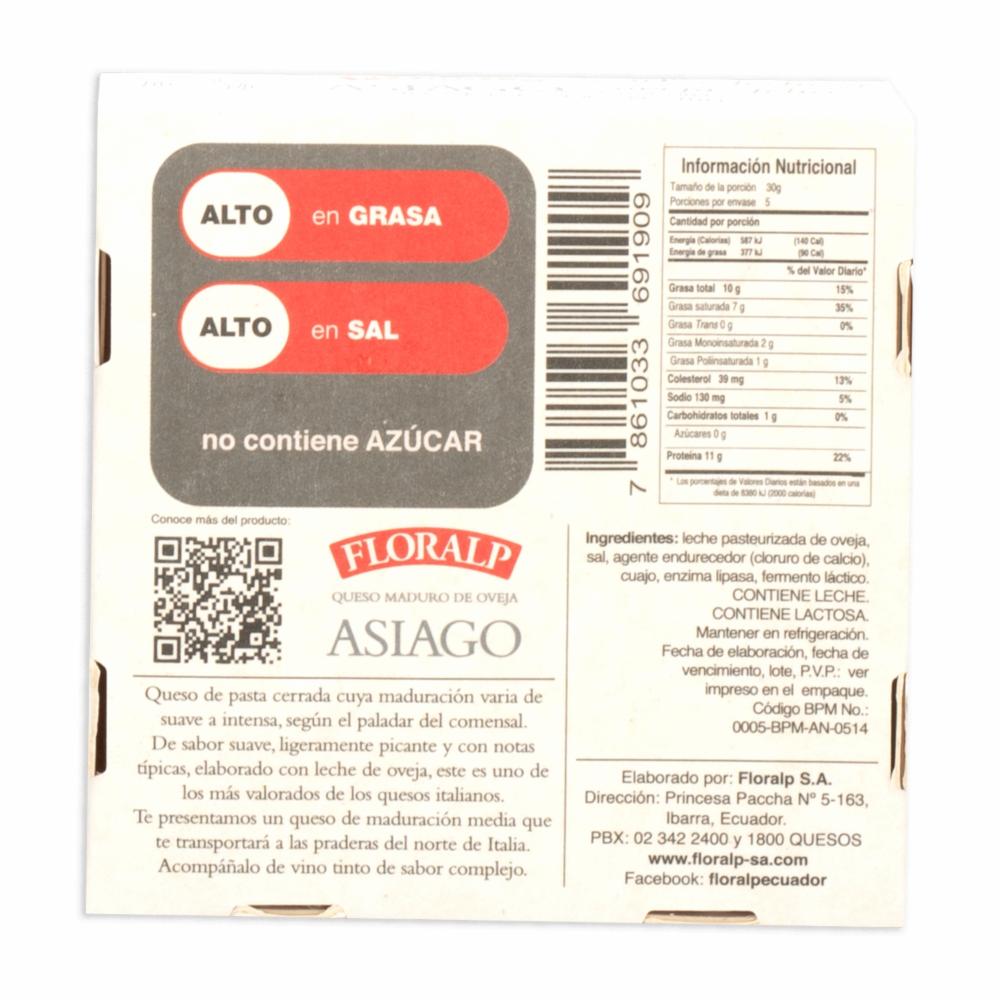 ALTO en GRASA
ALTO en SAL
no contiene AZÚCAR
7 861033 691909
Información Nutricional
Tamaño de la porción 30g
Porciones por envase 5
Cantidad por porción
Energía (Calorías) 587 kJ (140 Cal)
Energía de grasa 377 kJ (90 Cal)
% del Valor Diario*
Grasa total 10 g 15%
Grasa saturada 7 g 35%
Grasa Trans 0 g 0%
Grasa Monoinsaturada 2 g
Grasa Poliinsaturada 1 g
Colesterol 39 mg 13%
Sodio 130 mg 5%
Carbohidratos totales 1 g 0%
Azúcares 0 g
Proteína 11 g 22%
* Los porcentajes de Valores Diarios están basados en una
dieta de 8380 kJ (2000 calorías)
Conoce más del producto:
FLORALP
QUESO MADURO DE OVEJA
ASIAGO
Queso de pasta cerrada cuya maduración varia de
suave a intensa, según el paladar del comensal.
De sabor suave, ligeramente picante y con notas
típicas, elaborado con leche de oveja, este es uno de
los más valorados de los quesos italianos.
Te presentamos un queso de maduración media que
te transportará a las praderas del norte de Italia.
Acompáñalo de vino tinto de sabor complejo.
Ingredientes: leche pasteurizada de oveja,
sal, agente endurecedor (cloruro de calcio),
cuajo, enzima lipasa, fermento láctico.
CONTIENE LECHE.
CONTIENE LACTOSA.
Mantener en refrigeración.
Fecha de elaboración, fecha de
vencimiento, lote, P.V.P.: ver
impreso en el empaque.
Código BPM No.:
0005-BPM-AN-0514
Elaborado por: Floralp S.A.
Dirección: Princesa Paccha Nº 5-163,
Ibarra, Ecuador.
PBX: 02 342 2400 y 1800 QUESOS
www.floralp-sa.com
Facebook: floralpecuador